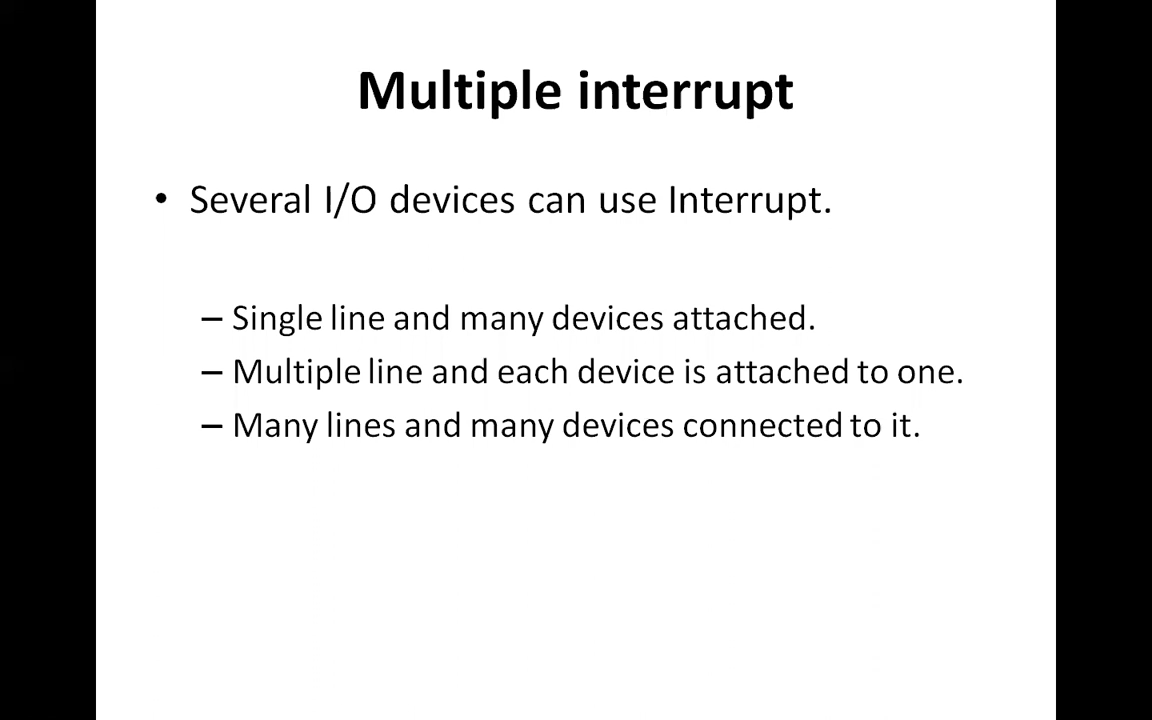 Multiple interrupt
• Several I/O devices can use Interrupt.
– Single line and many devices attached.
– Multiple line and each device is attached to one.
– Many lines and many devices connected to it.